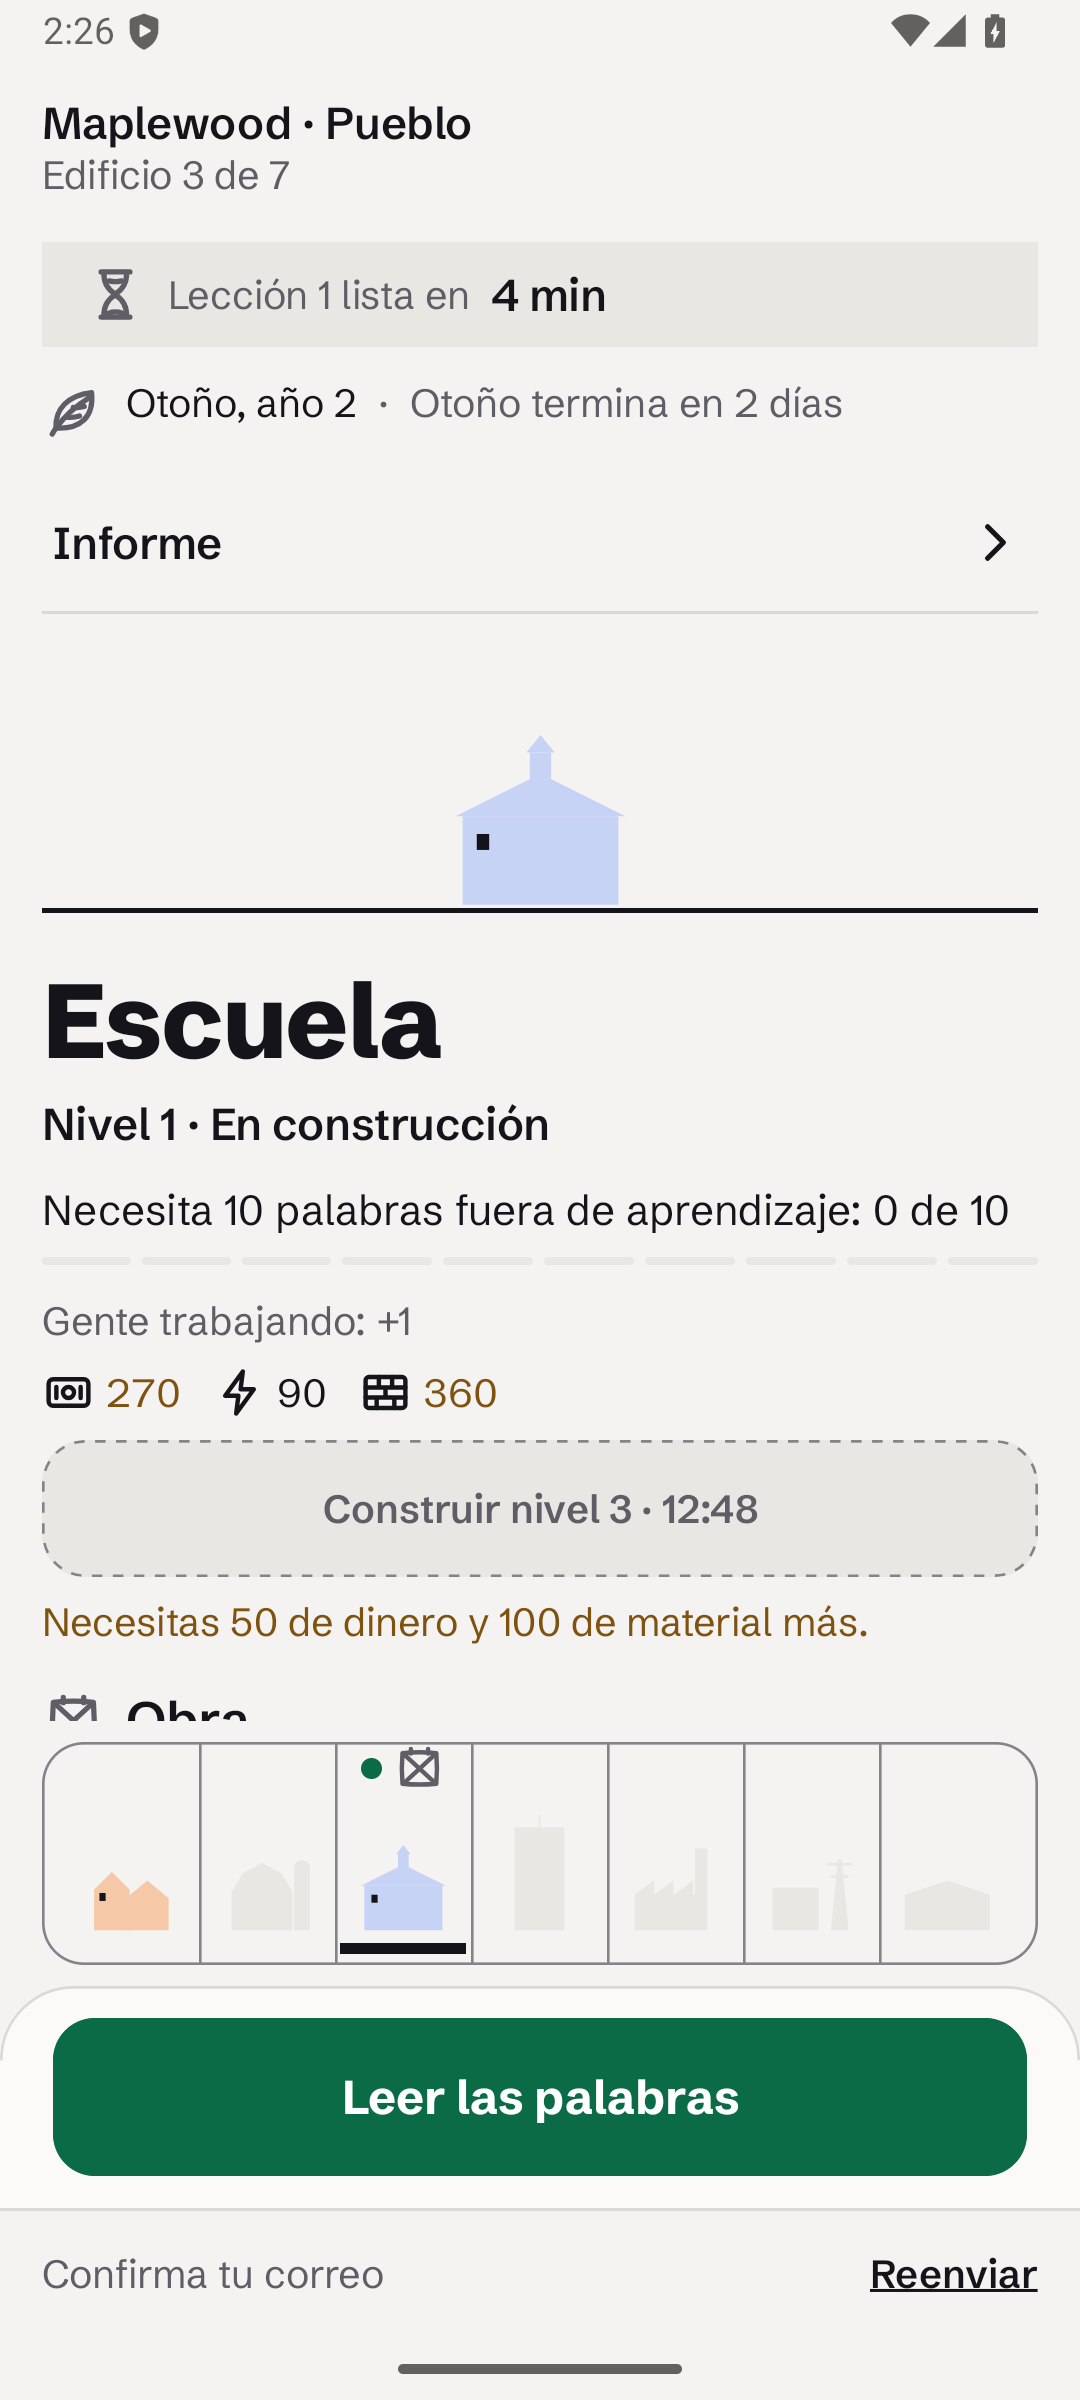 2:26
Maplewood · Pueblo
Edificio 3 de 7
Lección 1 lista en 4 min
Otoño, año 2 · Otoño termina en 2 días
Informe
Escuela
Nivel 1 · En construcción
Necesita 10 palabras fuera de aprendizaje: 0 de 10
Gente trabajando: +1
270 90 360
Construir nivel 3 · 12:48
Necesitas 50 de dinero y 100 de material más.
Obra
Leer las palabras
Confirma tu correo
Reenviar